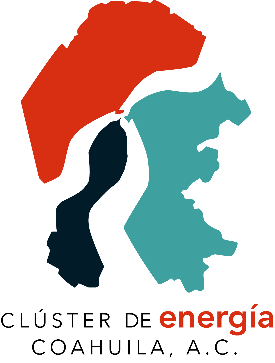 CLÚSTER DE energía
COAHUILA, A.C.